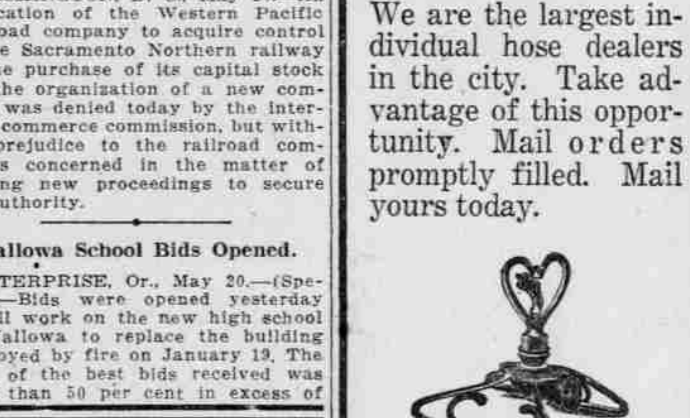 cation of the Western Pacific
oad company to acquire control
e Sacramento Northern railway
e purchase of its capital stock
he organization of a new com-
was denied today by the inter-
commerce commission, but with-
prejudice to the railroad com-
s concerned in the matter of
ng new proceedings to secure
uthority.
allowa School Bids Opened.
TERPRISE, Or., May 20.—(Spe-
—Bids were opened yesterday
ll work on the new high school
allowa to replace the building
oyed by fire on January 19. The
of the best bids received was
than 50 per cent in excess of
We are the largest in-
dividual hose dealers
in the city. Take ad-
vantage of this oppor-
tunity. Mail orders
promptly filled. Mail
yours today.